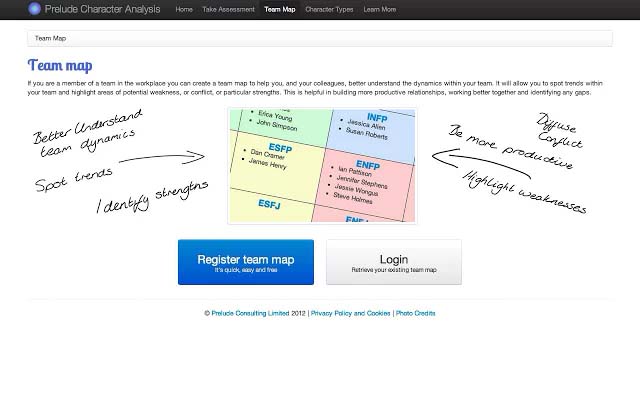 Prelude Character Analysis
Home Take Assessment Team Map Character Types Learn More
Team Map
Team map
If you are a member of a team in the workplace you can create a team map to help you, and your colleagues, better understand the dynamics within your team. It will allow you to spot trends within
your team and highlight areas of potential weakness, or conflict, or particular strengths. This is helpful in building more productive relationships, working better together and identifying any gaps.
Better Understand
team dynamics
Spot trends
Identify strengths
Erica Young
John Simpson
INFP
Jessica Allen
Susan Roberts
ESFP
Dan Cramer
James Henry
ENFP
Ian Pattison
Jennifer Stephens
Jessie Wongus
Steve Holmes
ESFJ
Diffuse
Conflict
Be more productive
Highlight weaknesses
Register team map
It's quick, easy and free
Login
Retrieve your existing team map
© Prelude Consulting Limited 2012 | Privacy Policy and Cookies | Photo Credits